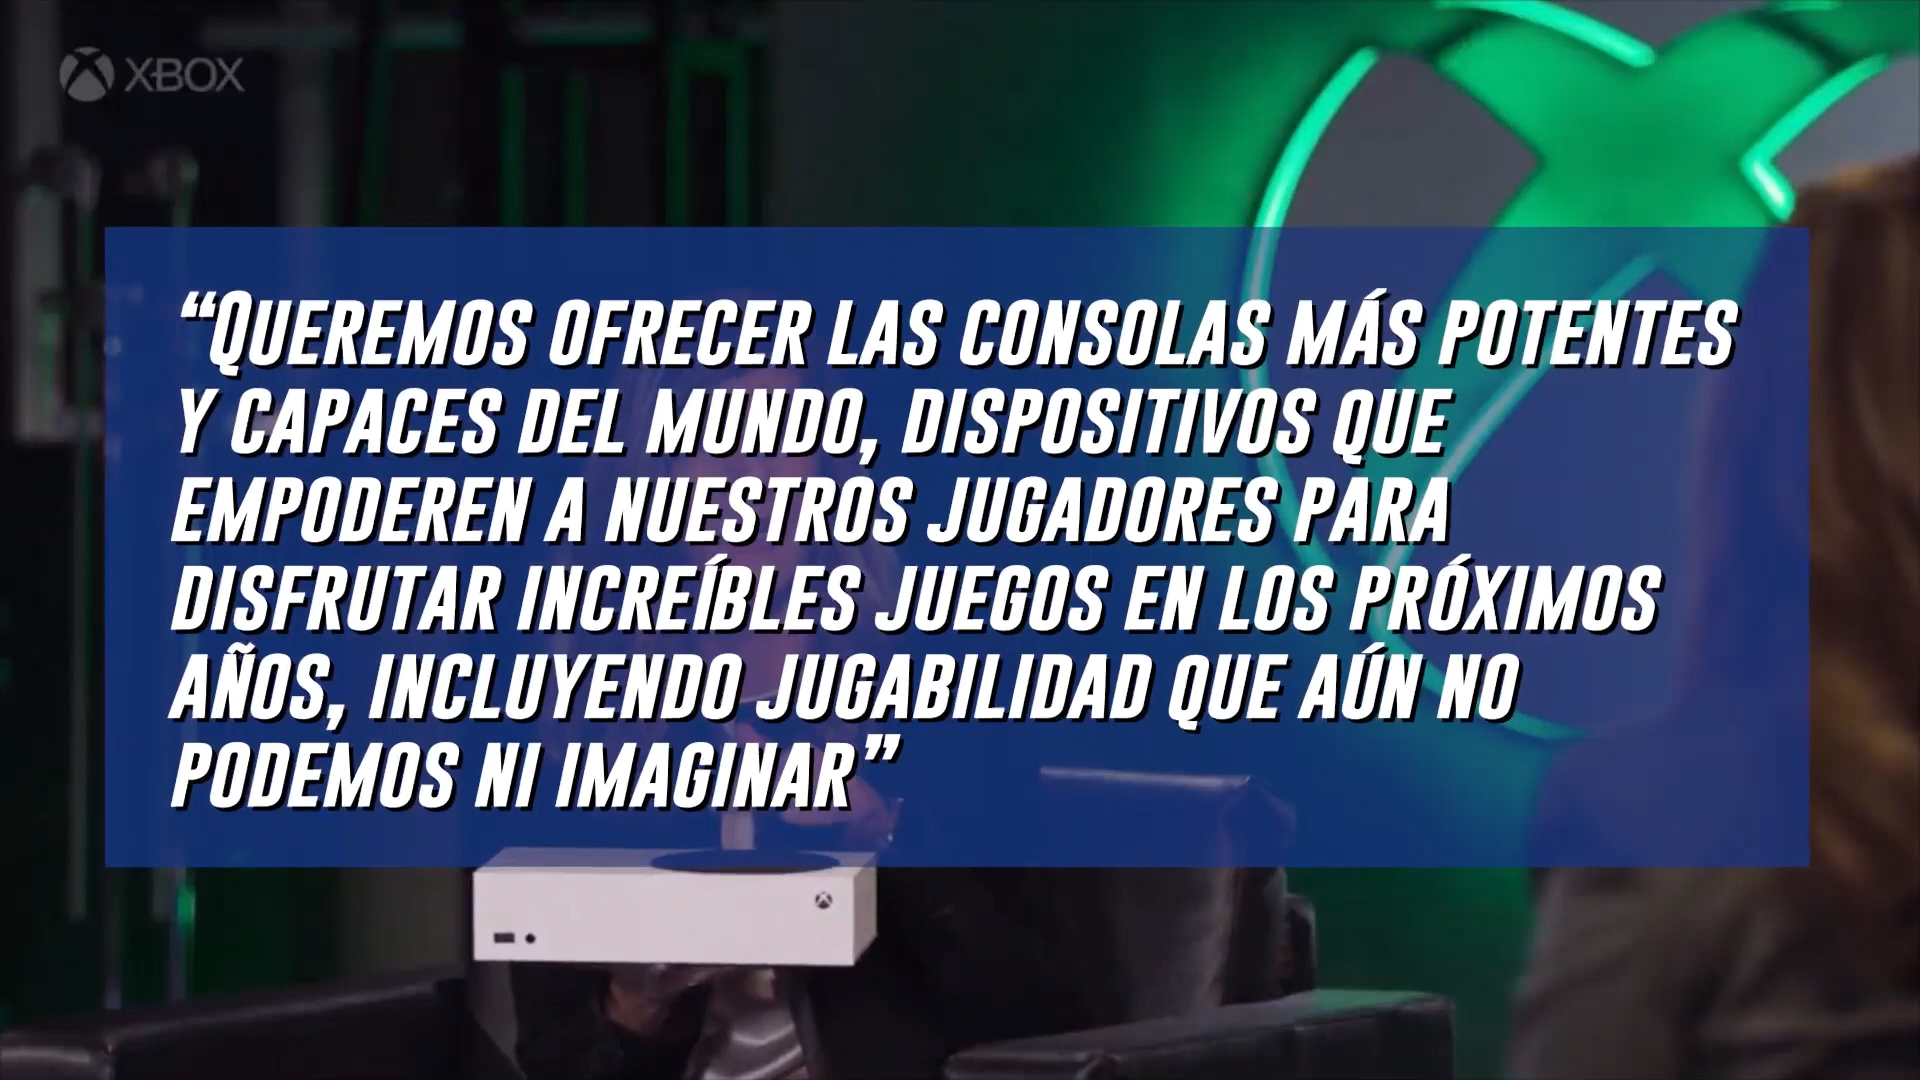 XBOX
“QUEREMOS OFRECER LAS CONSOLAS MÁS POTENTES
Y CAPACES DEL MUNDO, DISPOSITIVOS QUE
EMPODEREN A NUESTROS JUGADORES PARA
DISFRUTAR INCREÍBLES JUEGOS EN LOS PRÓXIMOS
AÑOS, INCLUYENDO JUGABILIDAD QUE AÚN NO
PODEMOS NI IMAGINAR”